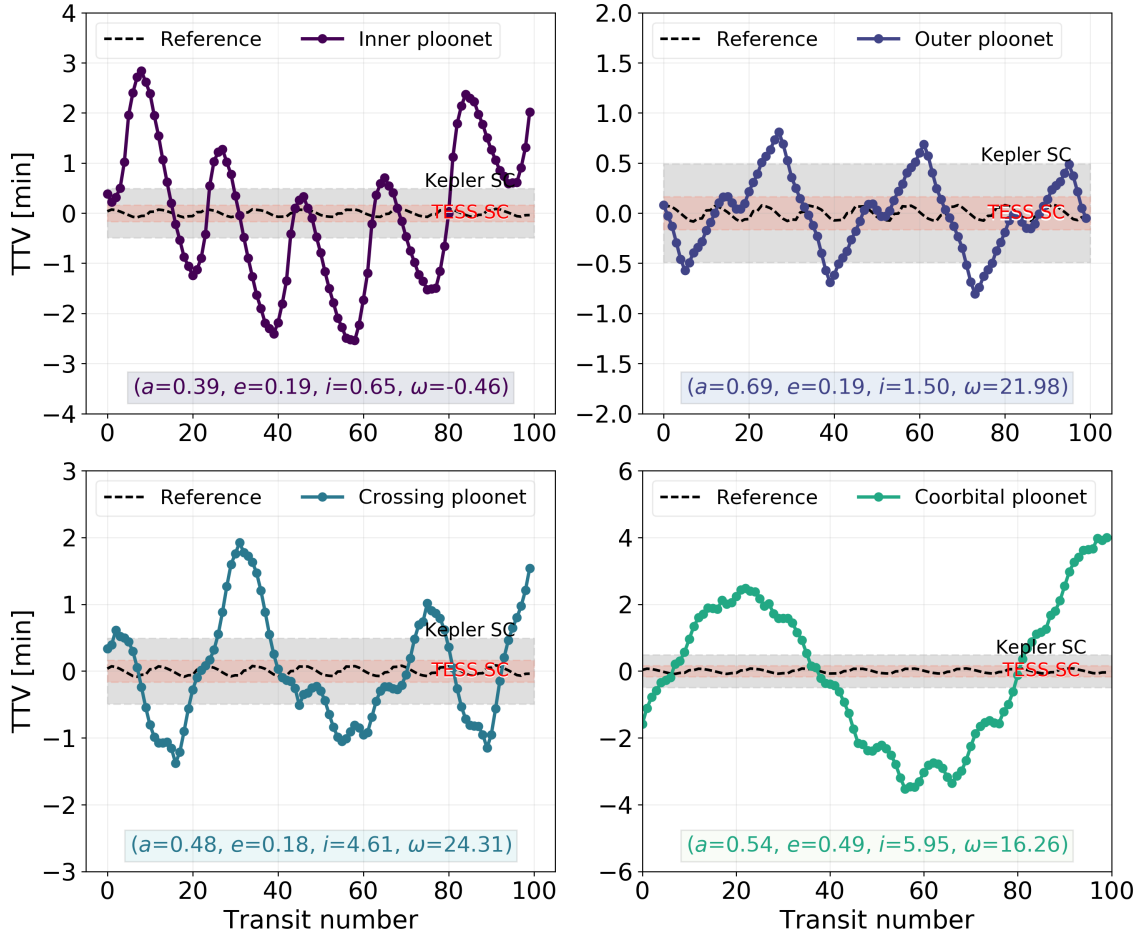 Reference Inner ploonet
4
3
2
1
0
−1
−2
−3
−4
TTV [min]
Kepler SC
TESS SC
(a=0.39, e=0.19, i=0.65, ω=-0.46)
0 20 40 60 80 100
Reference Outer ploonet
2.0
1.5
1.0
0.5
0.0
−0.5
−1.0
−1.5
−2.0
Kepler SC
TESS SC
(a=0.69, e=0.19, i=1.50, ω=21.98)
0 20 40 60 80 100
Reference Crossing ploonet
3
2
1
0
−1
−2
−3
TTV [min]
Kepler SC
TESS SC
(a=0.48, e=0.18, i=4.61, ω=24.31)
0 20 40 60 80 100
Transit number
Reference Coorbital ploonet
6
4
2
0
−2
−4
−6
Kepler SC
TESS SC
(a=0.54, e=0.49, i=5.95, ω=16.26)
0 20 40 60 80 100
Transit number